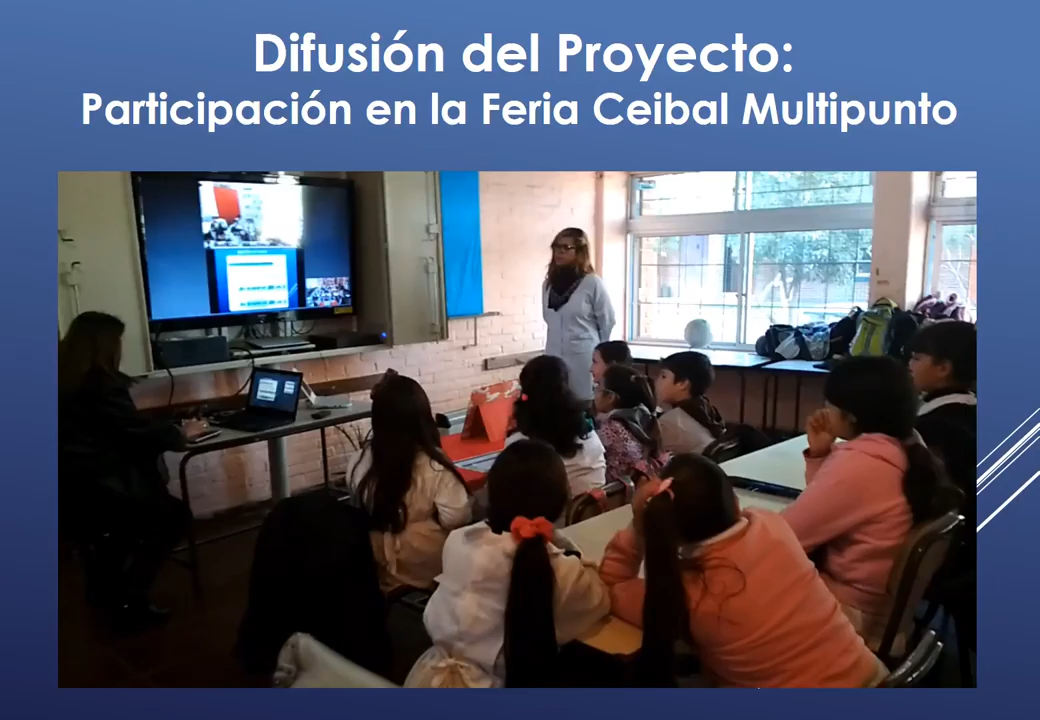 Difusión del Proyecto:
Participación en la Feria Ceibal Multipunto